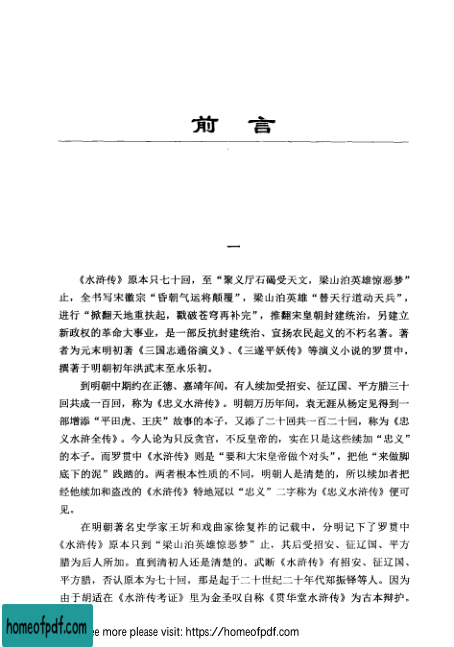 前 言
一
《水浒传》原本只七十回，至“聚义厅石碣受天文，梁山泊英雄惊恶梦”
止，全书写宋徽宗“昏朝气运将颠覆”，梁山泊英雄“替天行道动天兵”，
进行“掀翻天地重扶起，戳破苍穹再补完”，推翻宋皇朝封建统治、另建立
新政权的革命大事业，是一部反抗封建统治、宣扬农民起义的不朽名著。著
者为元末明初著《三国志通俗演义》、《三遂平妖传》等演义小说的罗贯中，
撰著于明朝初年洪武末至永乐初。
到明朝中期约在正德、嘉靖年间，有人续加受招安、征辽国、平方腊三十
回共成一百回，称为《忠义水浒传》。明朝万历年间，袁无涯从杨定见得到一
部增添“平田虎、王庆”故事的本子，又添了二十回共一百二十回，称为《忠
义水浒全传》。今人论为只反贪官，不反皇帝的，实在只是这些续加“忠义”
的本子。而罗贯中《水浒传》则是“要和大宋皇帝做个对头”，把他“来做脚
底下的泥”践踏的。两者根本性质的不同，明朝人是清楚的，所以续加者把
经他续加和盗改的《水浒传》特地冠以“忠义”二字称为《忠义水浒传》便可
见。
在明朝著名史学家王圻和戏曲家徐复祚的记载中，分明记下了罗贯中
《水浒传》原本只到“梁山泊英雄惊恶梦”止，其后受招安、征辽国、平方
腊为后人所加。直到清初人还是清楚的。武断《水浒传》有招安、征辽国、
平方腊，否认原本为七十回，那是起于二十世纪二十年代郑振铎等人。因为
由于胡适在《水浒传考证》里为金圣叹自称《贯华堂水浒传》为古本辩护。
homeofpdf.com
ee more please visit: https://homeofpdf.com